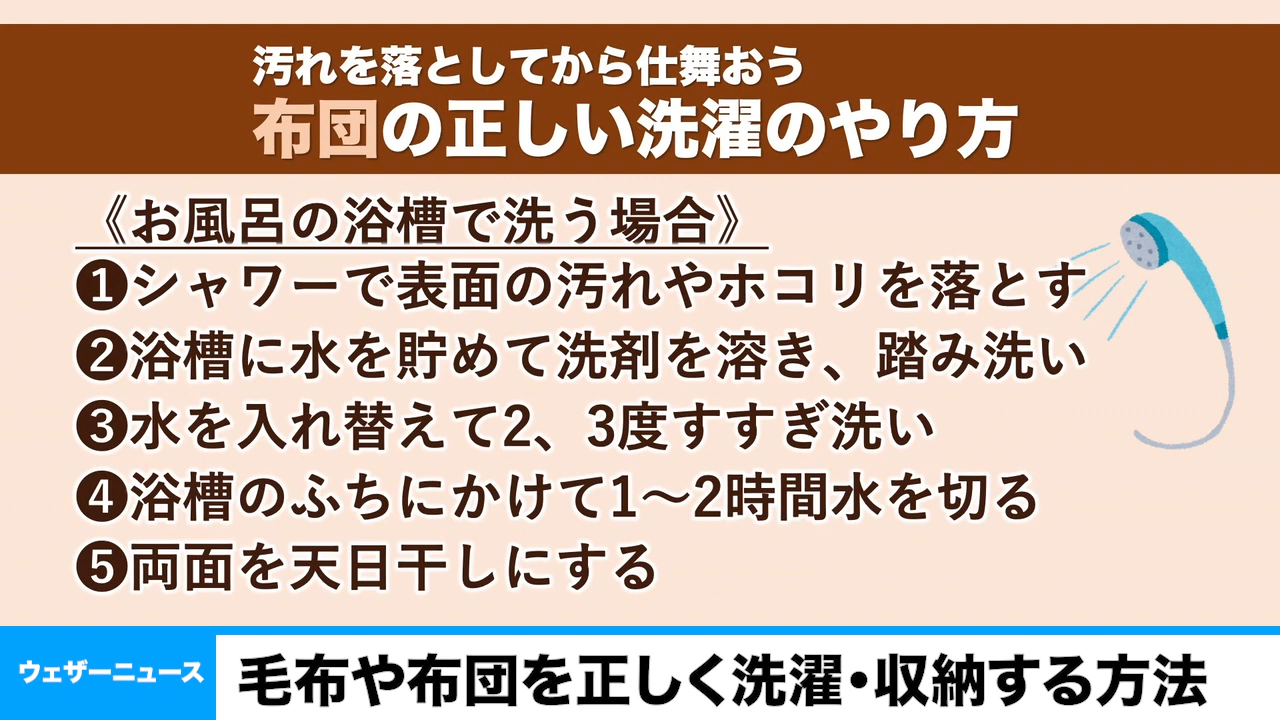 汚れを落としてから仕舞おう
布団の正しい洗濯のやり方
《お風呂の浴槽で洗う場合》
❶シャワーで表面の汚れやホコリを落とす
❷浴槽に水を貯めて洗剤を溶き、踏み洗い
❸水を入れ替えて2、3度すすぎ洗い
❹浴槽のふちにかけて1〜2時間水を切る
❺両面を天日干しにする
ウェザーニュース
毛布や布団を正しく洗濯・収納する方法